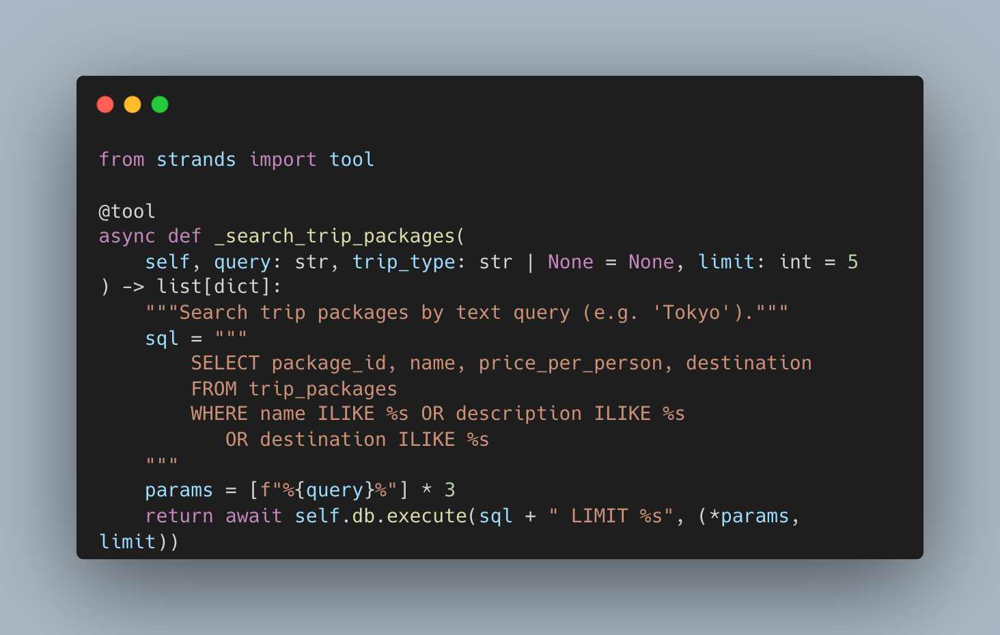 from strands import tool

@tool
async def _search_trip_packages(
    self, query: str, trip_type: str | None = None, limit: int = 5
) -> list[dict]:
    """Search trip packages by text query (e.g. 'Tokyo')."""
    sql = """
        SELECT package_id, name, price_per_person, destination
        FROM trip_packages
        WHERE name ILIKE %s OR description ILIKE %s
           OR destination ILIKE %s
    """
    params = [f"%{query}%"] * 3
    return await self.db.execute(sql + " LIMIT %s", (*params,
limit))